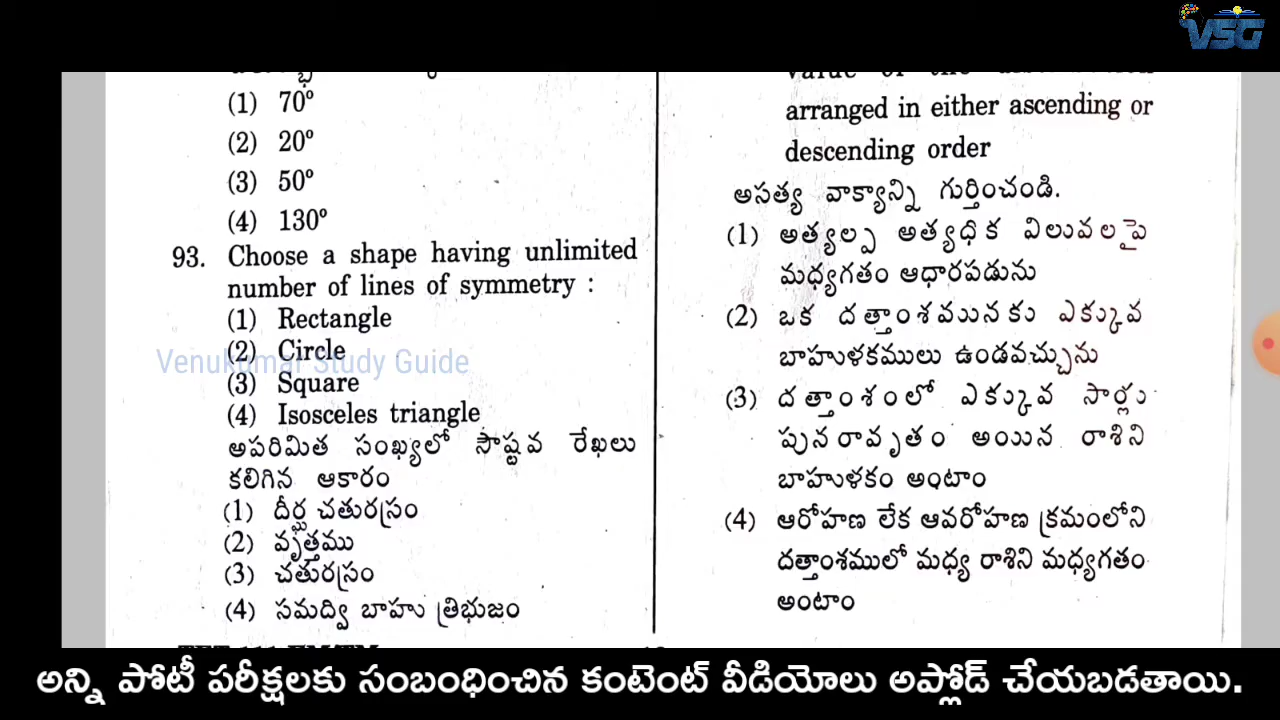 VSG
(1) 70°
(2) 20°
(3) 50°
(4) 130°
93. Choose a shape having unlimited
number of lines of symmetry :
(1) Rectangle
(2) Circle
(3) Square
(4) Isosceles triangle
Venukumar Study Guide
అపరిమిత సంఖ్యలో సౌష్టవ రేఖలు
కలిగిన ఆకారం
(1) దీర్ఘ చతురస్రం
(2) వృత్తము
(3) చతురస్రం
(4) సమద్వి బాహు త్రిభుజం
arranged in either ascending or
descending order
అసత్య వాక్యాన్ని గుర్తించండి.
(1) అత్యల్ప అత్యధిక విలువలపై
మధ్యగతం ఆధారపడును
(2) ఒక దత్తాంశమునకు ఎక్కువ
బాహుళకములు ఉండవచ్చును
(3) దత్తాంశంలో ఎక్కువ సార్లు
పునరావృతం అయిన రాశిని
బాహుళకం అంటాం
(4) ఆరోహణ లేక ఆవరోహణ క్రమంలోని
దత్తాంశములో మధ్య రాశిని మధ్యగతం
అంటాం
అన్ని పోటీ పరీక్షలకు సంబంధించిన కంటెంట్ వీడియోలు అప్లోడ్ చేయబడతాయి.